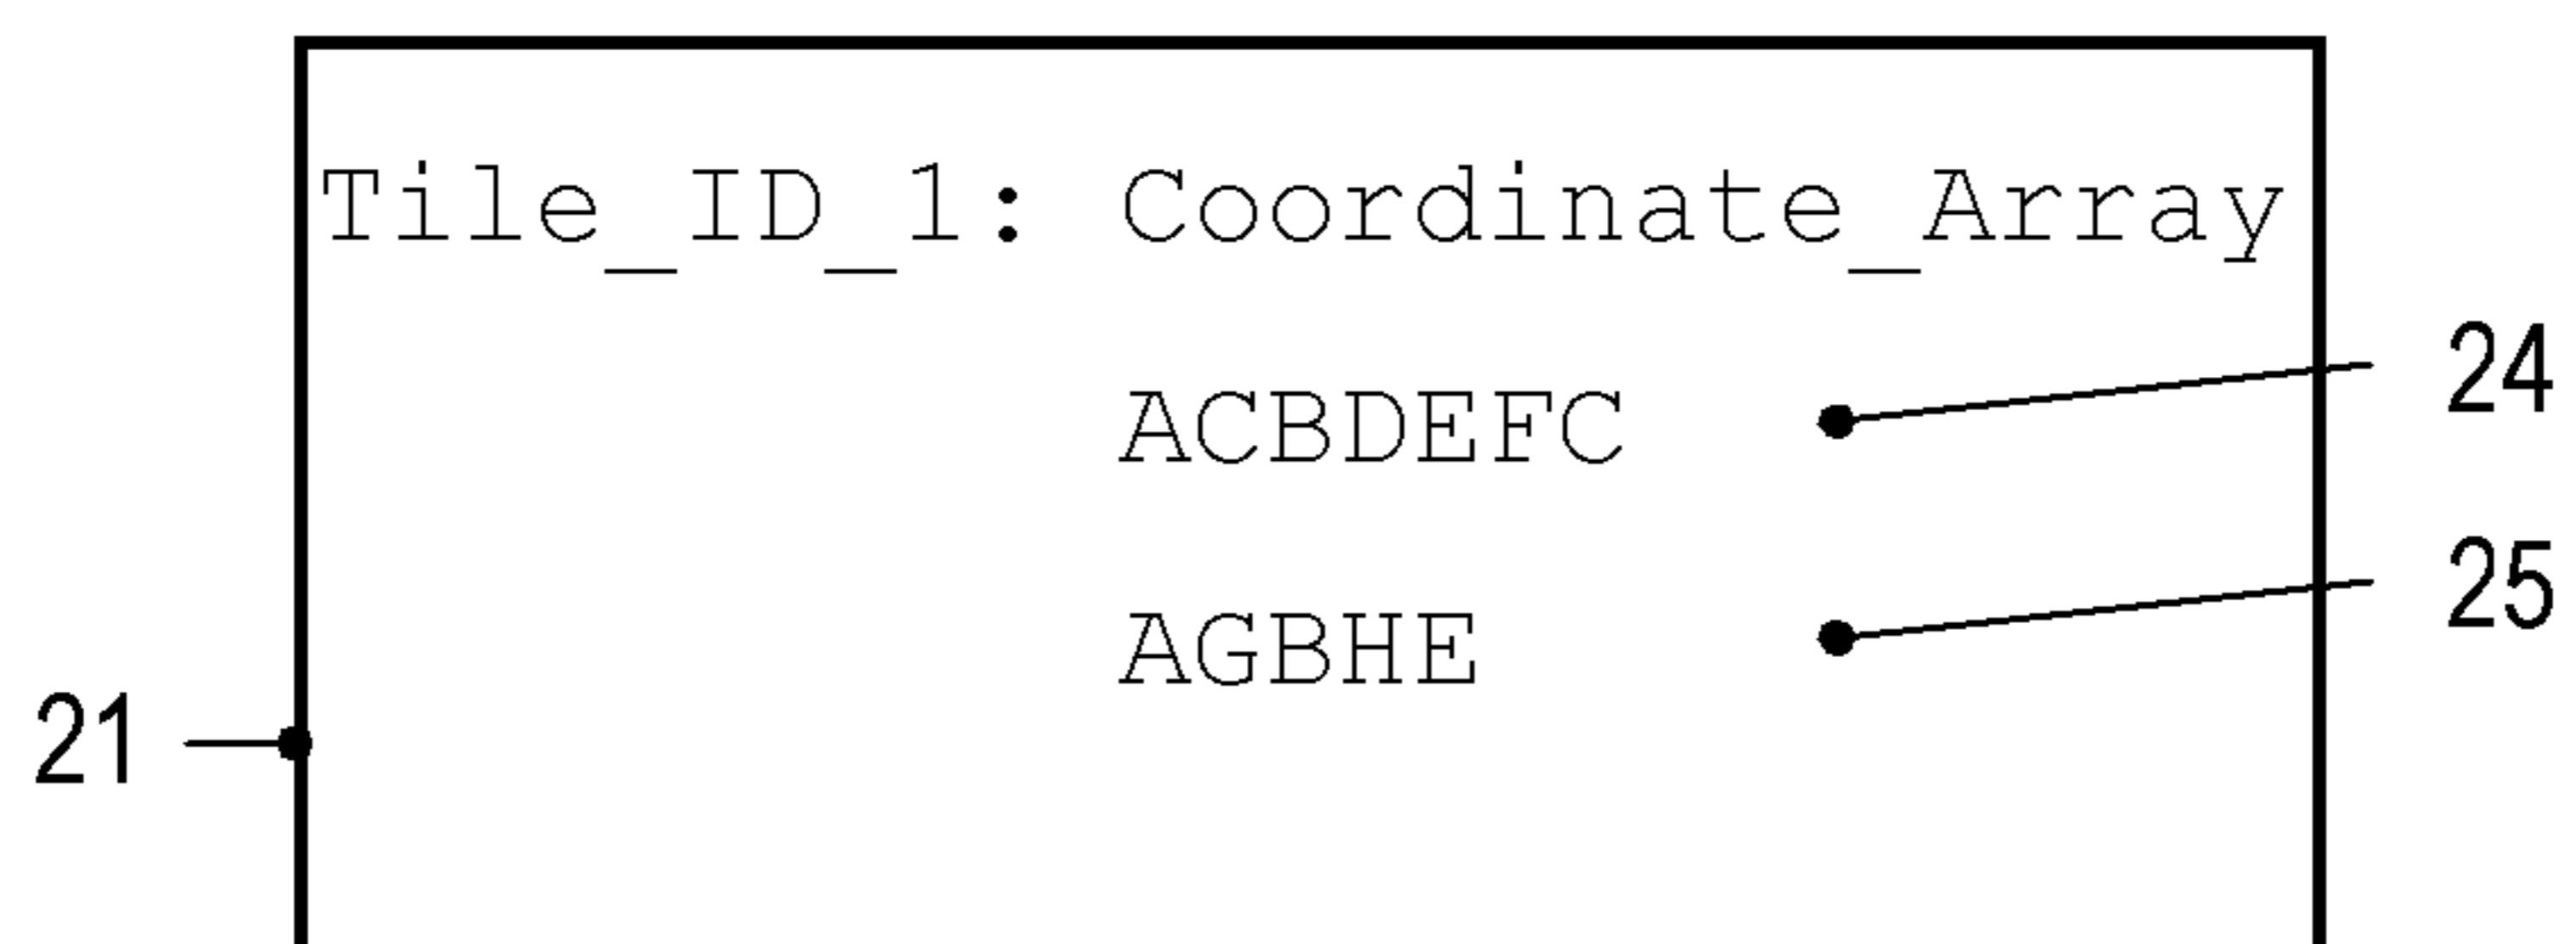 Tile_ID_1: Coordinate_Array
24
ACBDEFC
25
AGBHE
21